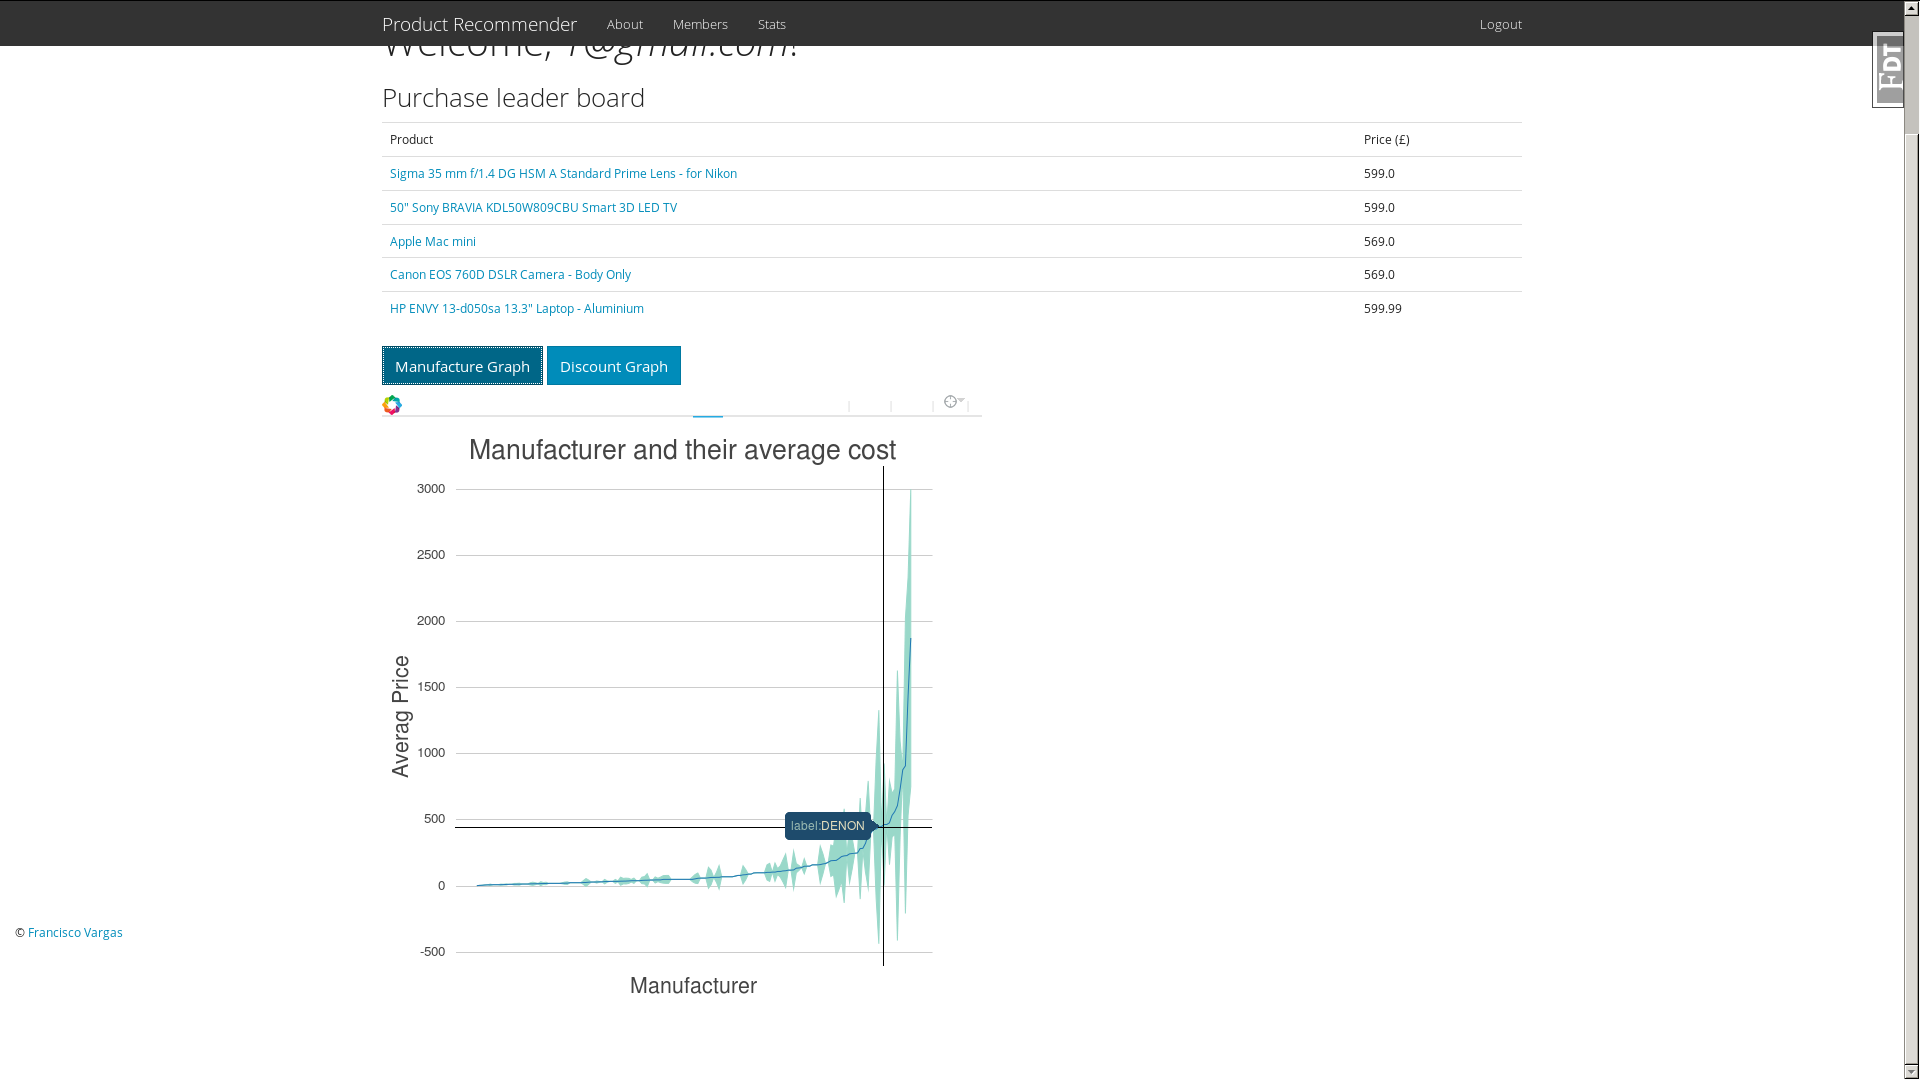 Product Recommender About Members Stats Logout
Welcome, 1@gmail.com!
FDT
Purchase leader board
Product Price (£)
Sigma 35 mm f/1.4 DG HSM A Standard Prime Lens - for Nikon 599.0
50" Sony BRAVIA KDL50W809CBU Smart 3D LED TV 599.0
Apple Mac mini 569.0
Canon EOS 760D DSLR Camera - Body Only 569.0
HP ENVY 13-d050sa 13.3" Laptop - Aluminium 599.99
Manufacture Graph Discount Graph
Manufacturer and their average cost
3000
2500
2000
1500
1000
500
0
-500
Averag Price
label:DENON
Manufacturer
© Francisco Vargas